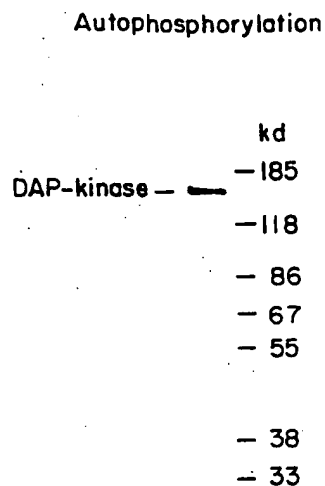 Autophosphorylation
kd
– 185
DAP-kinase –
– 118
– 86
– 67
– 55
– 38
– 33